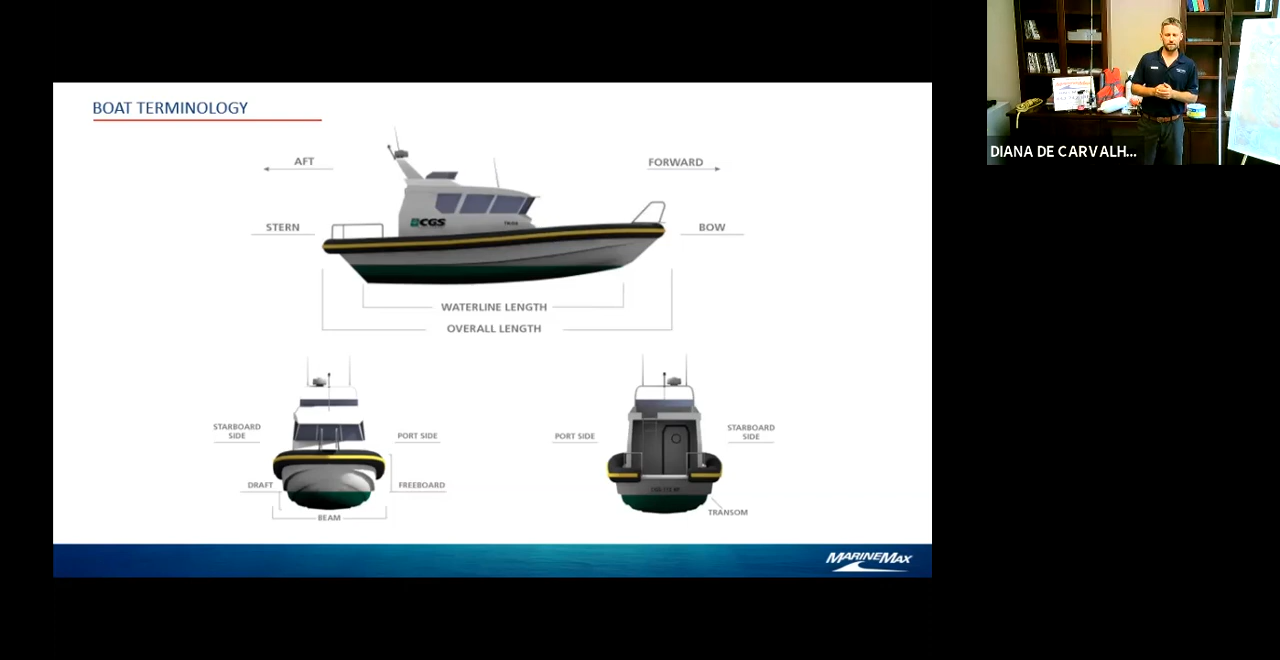 BOAT TERMINOLOGY
AFT
FORWARD
STERN
CGS
BOW
WATERLINE LENGTH
OVERALL LENGTH
STARBOARD
SIDE
PORT SIDE
DRAFT
FREEBOARD
BEAM
PORT SIDE
STARBOARD
SIDE
TRANSOM
MARINEMAX
DIANA DE CARVALH...